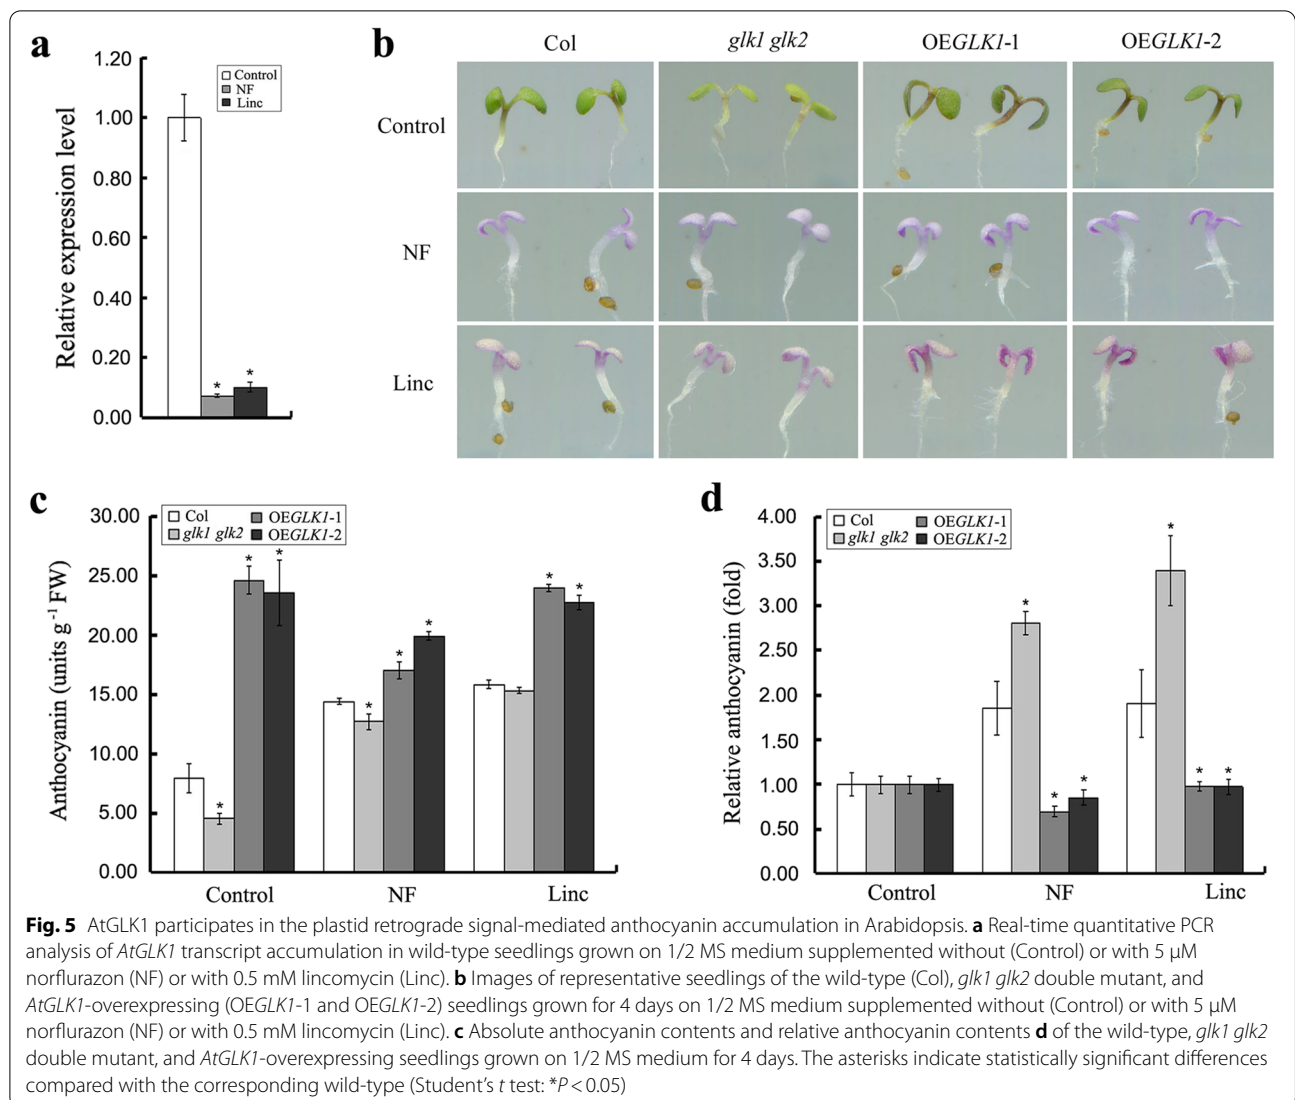 a
1.20
1.00
0.80
0.60
0.40
0.20
0.00
Relative expression level
Control
NF
Linc
* *
b
Col glk1 glk2 OEGLK1-1 OEGLK1-2
Control
NF
Linc
c
30.00
25.00
20.00
15.00
10.00
5.00
0.00
Anthocyanin (units g⁻¹ FW)
Col OEGLK1-1
glk1 glk2 OEGLK1-2
* * * * * * * *
Control NF Linc
d
4.00
3.50
3.00
2.50
2.00
1.50
1.00
0.50
0.00
Relative anthocyanin (fold)
Col OEGLK1-1
glk1 glk2 OEGLK1-2
* * * * * *
Control NF Linc
Fig. 5 AtGLK1 participates in the plastid retrograde signal-mediated anthocyanin accumulation in Arabidopsis. a Real-time quantitative PCR
analysis of AtGLK1 transcript accumulation in wild-type seedlings grown on 1/2 MS medium supplemented without (Control) or with 5 μM
norflurazon (NF) or with 0.5 mM lincomycin (Linc). b Images of representative seedlings of the wild-type (Col), glk1 glk2 double mutant, and
AtGLK1-overexpressing (OEGLK1-1 and OEGLK1-2) seedlings grown for 4 days on 1/2 MS medium supplemented without (Control) or with 5 μM
norflurazon (NF) or with 0.5 mM lincomycin (Linc). c Absolute anthocyanin contents and relative anthocyanin contents d of the wild-type, glk1 glk2
double mutant, and AtGLK1-overexpressing seedlings grown on 1/2 MS medium for 4 days. The asterisks indicate statistically significant differences
compared with the corresponding wild-type (Student's t test: *P < 0.05)